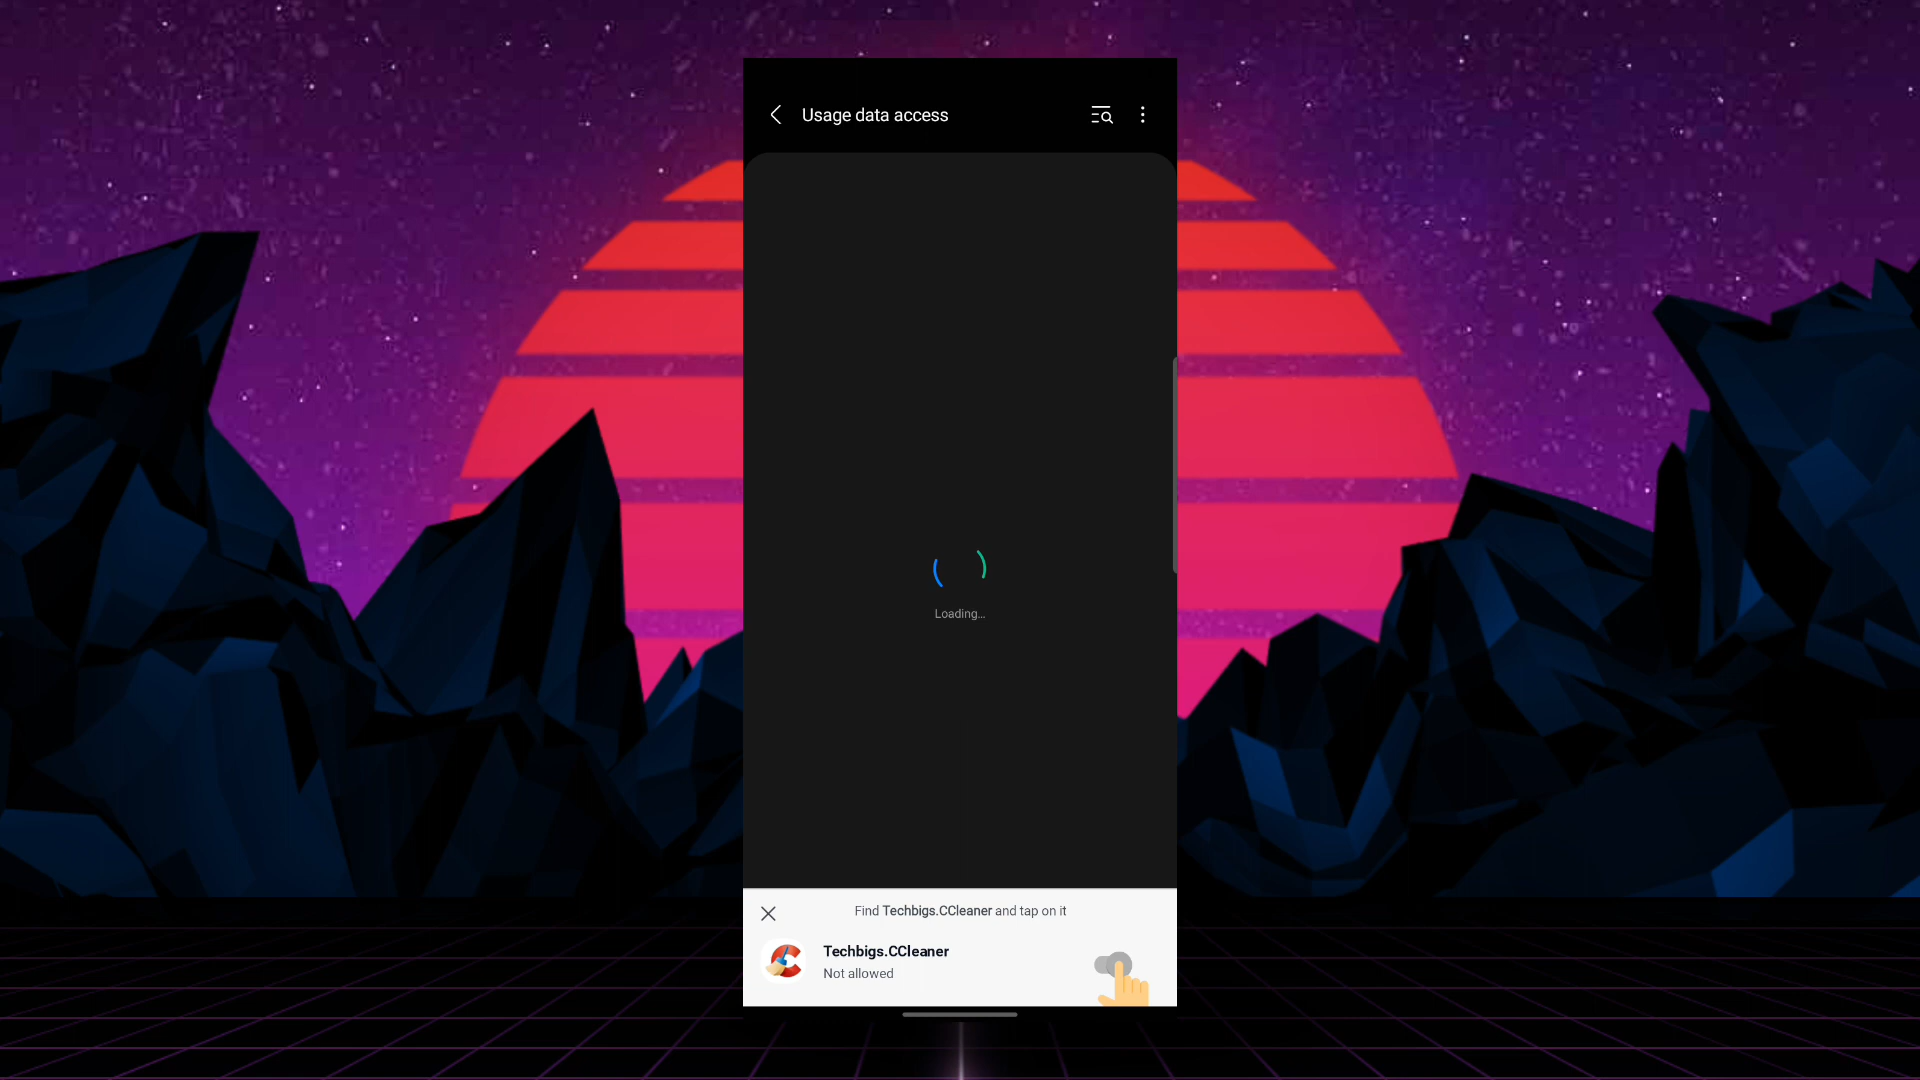 Usage data access
Loading...
Find Techbigs.CCleaner and tap on it
Techbigs.CCleaner
Not allowed